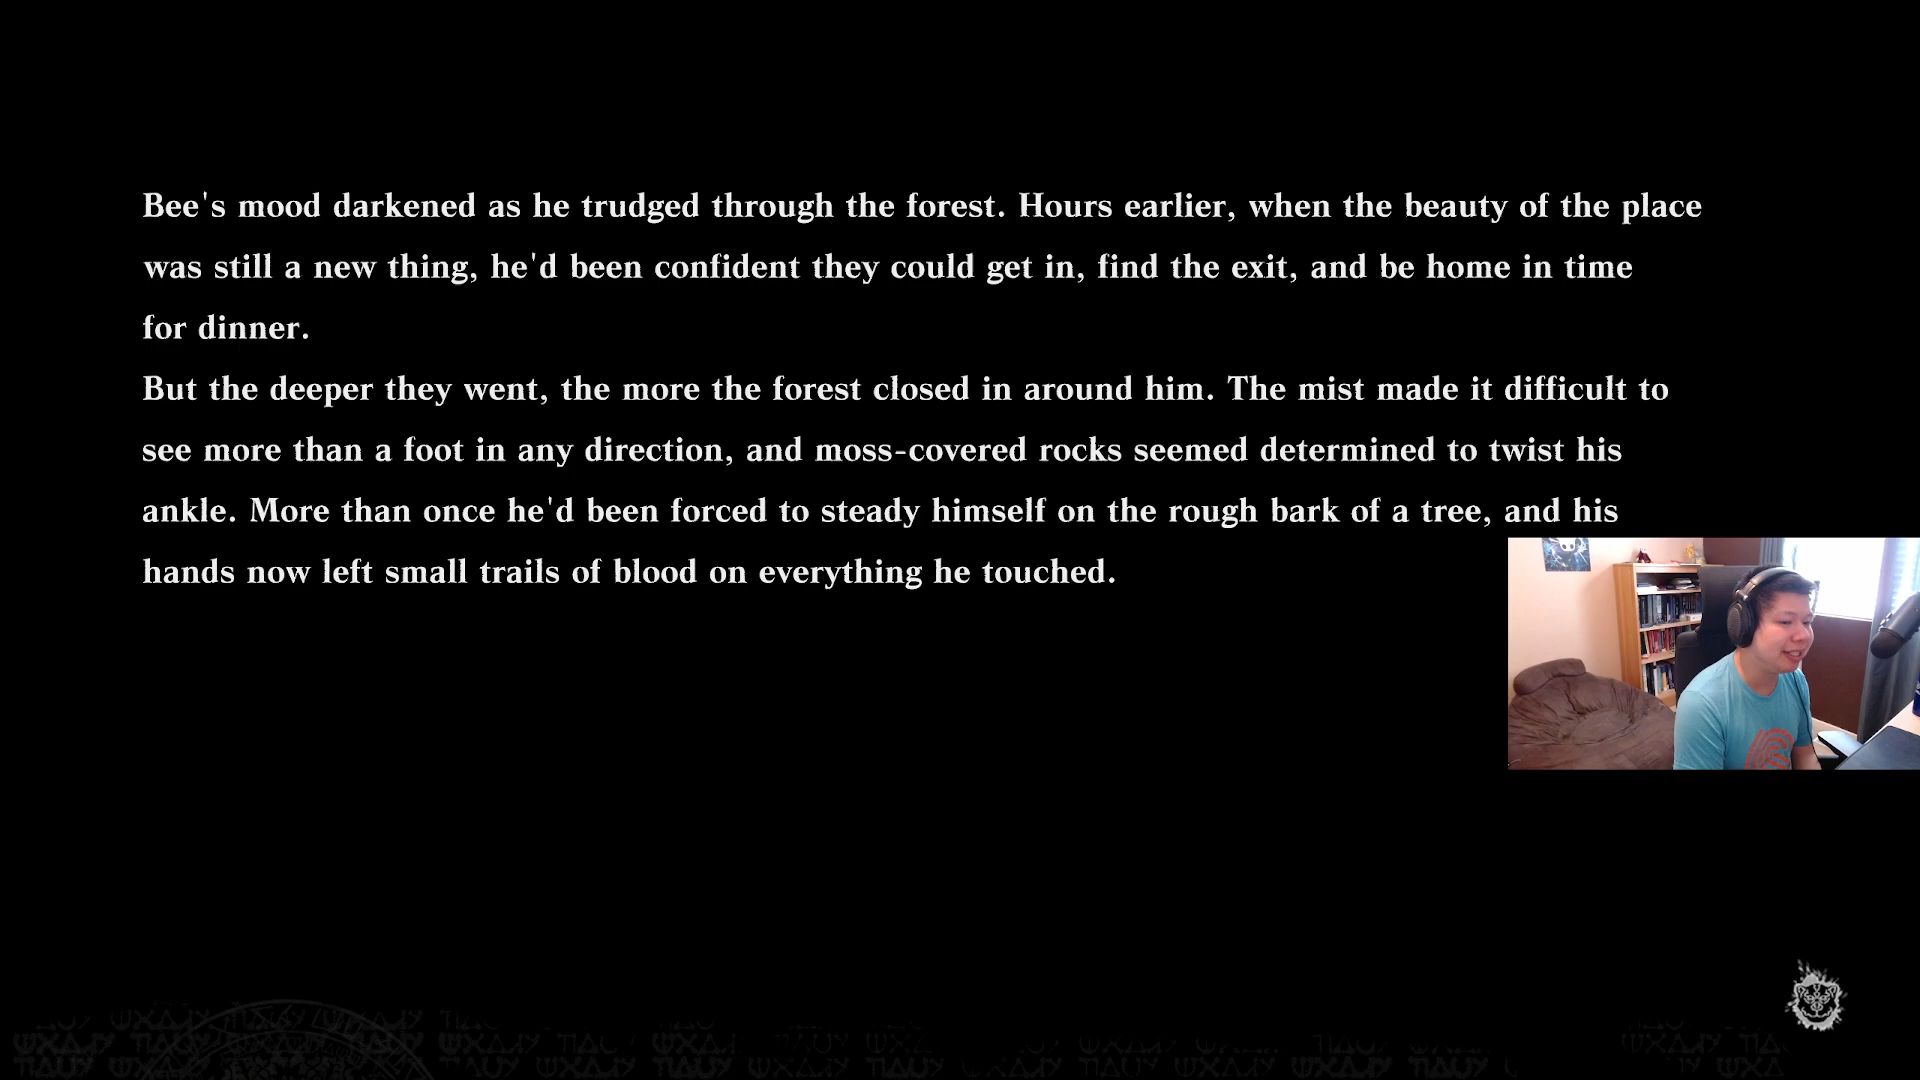 Bee's mood darkened as he trudged through the forest. Hours earlier, when the beauty of the place
was still a new thing, he'd been confident they could get in, find the exit, and be home in time
for dinner.
But the deeper they went, the more the forest closed in around him. The mist made it difficult to
see more than a foot in any direction, and moss-covered rocks seemed determined to twist his
ankle. More than once he'd been forced to steady himself on the rough bark of a tree, and his
hands now left small trails of blood on everything he touched.